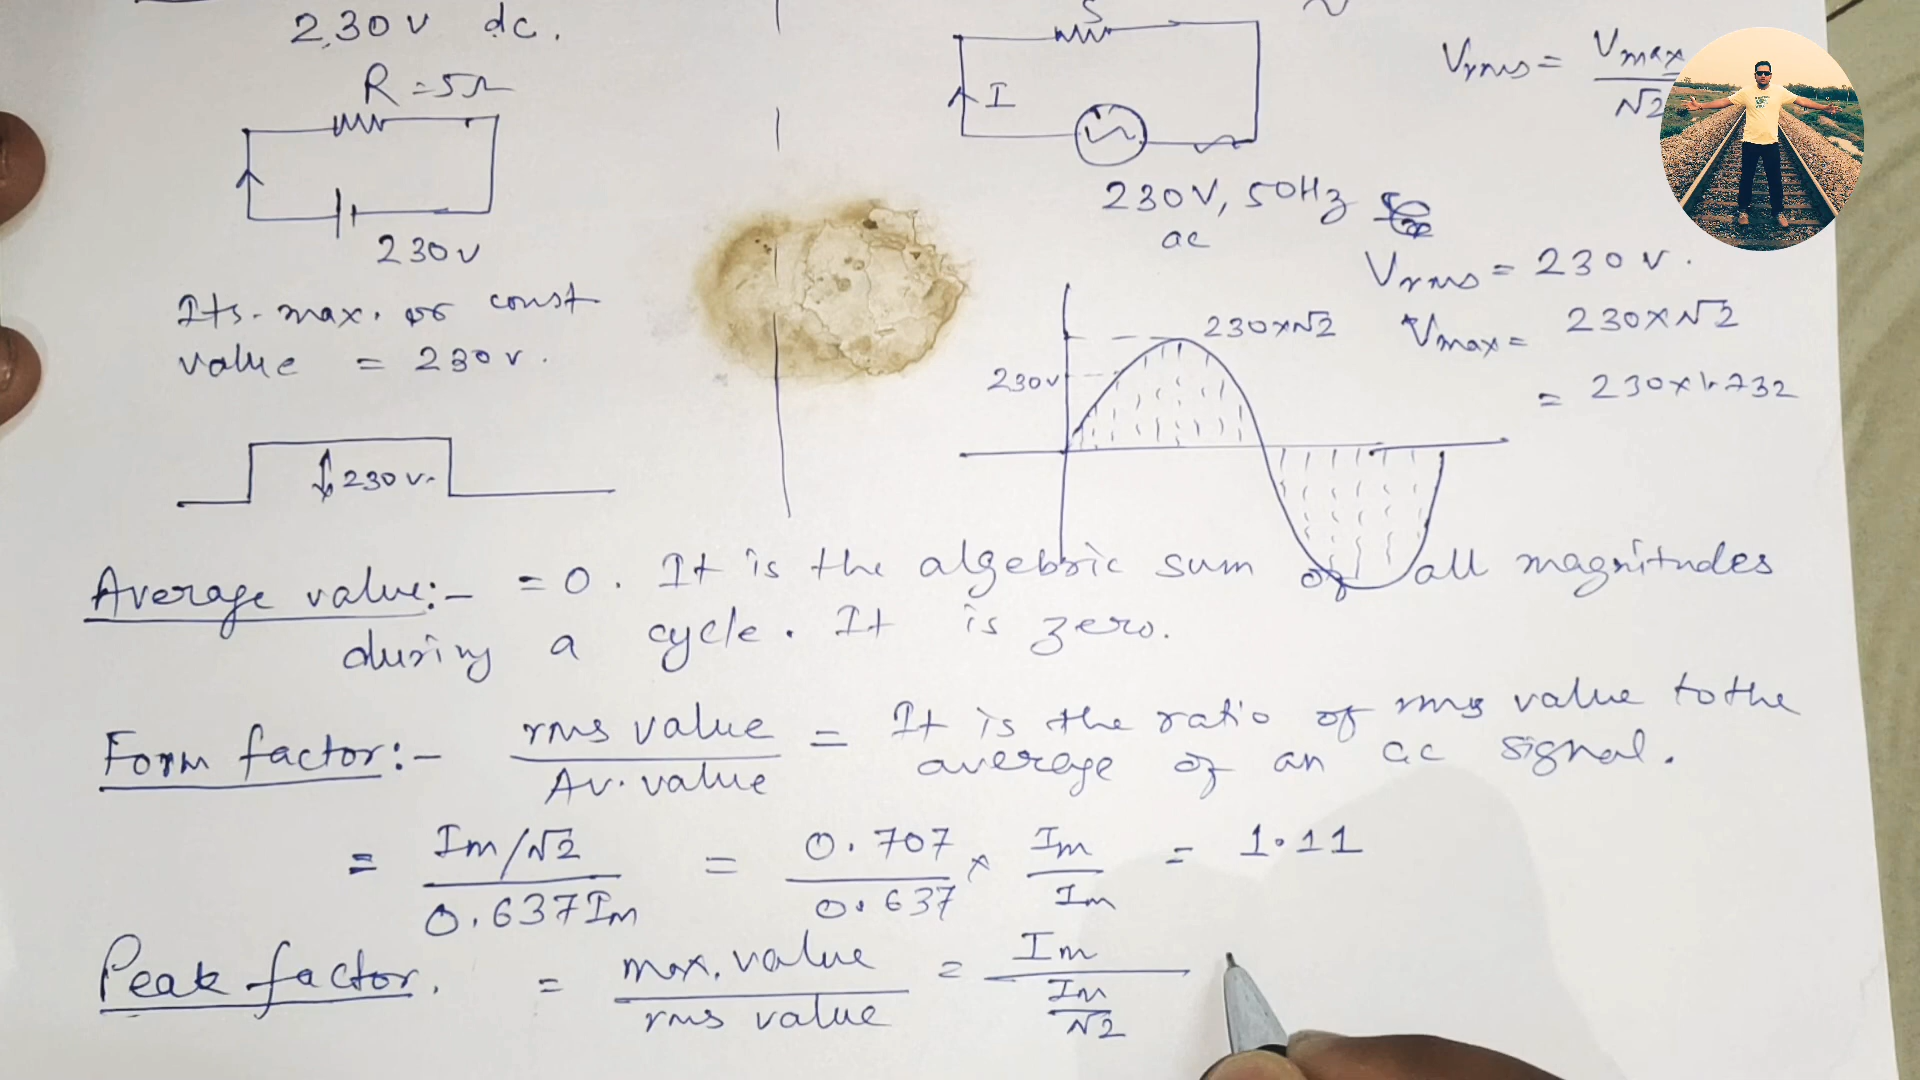 230V dc.
R = 5Ω
230V
Its. max. or const
value = 230V.
230V.
5
I
230V, 50Hz
ac
Vrms = Vmax/√2
Vrms = 230V.
Vmax = 230×√2
= 230×1.732
230×√2
230V
Average value:- = 0. It is the algebric sum of all magnitudes
during a cycle. It is zero.
Form factor:- rms value/Av. value = It is the ratio of rms value to the
average of an ac signal.
= Im/√2/0.637Im = 0.707/0.637 × Im/Im = 1.11
Peak factor. = max. value/rms value = Im/Im/√2